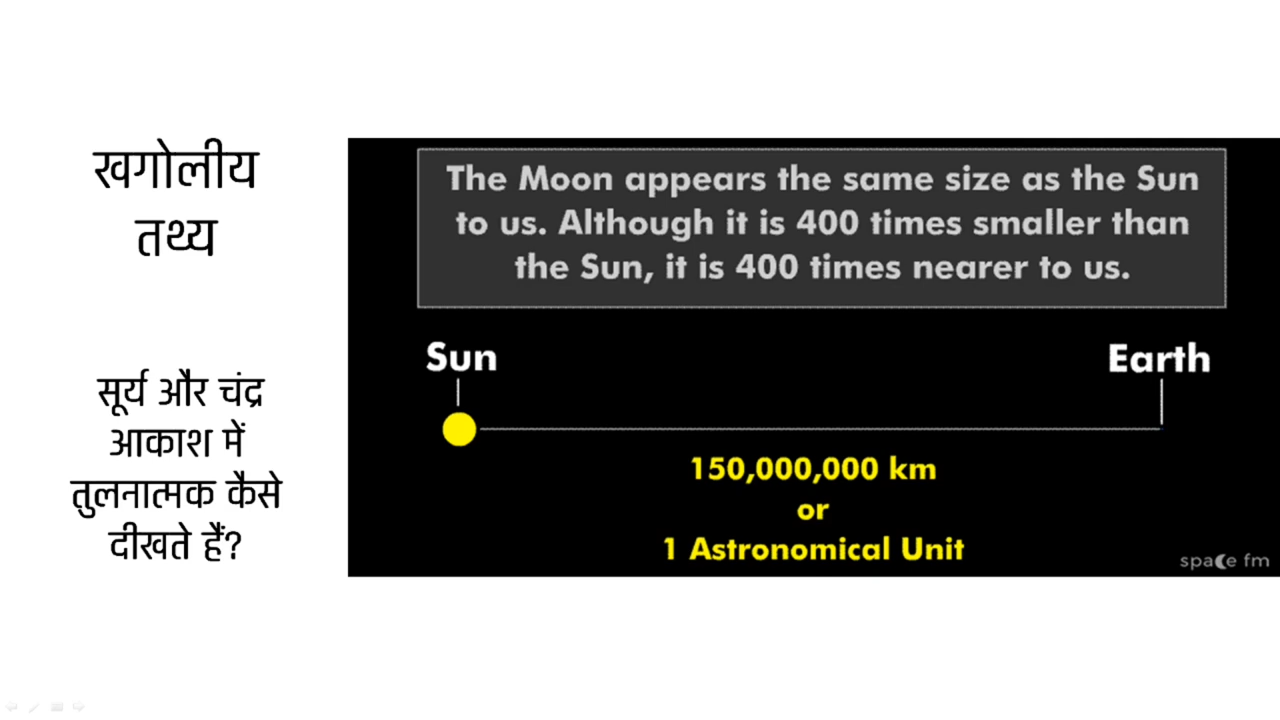 खगोलीय
तथ्य
सूर्य और चंद्र
आकाश में
तुलनात्मक कैसे
दीखते हैं?
The Moon appears the same size as the Sun
to us. Although it is 400 times smaller than
the Sun, it is 400 times nearer to us.
Sun
Earth
150,000,000 km
or
1 Astronomical Unit
space fm